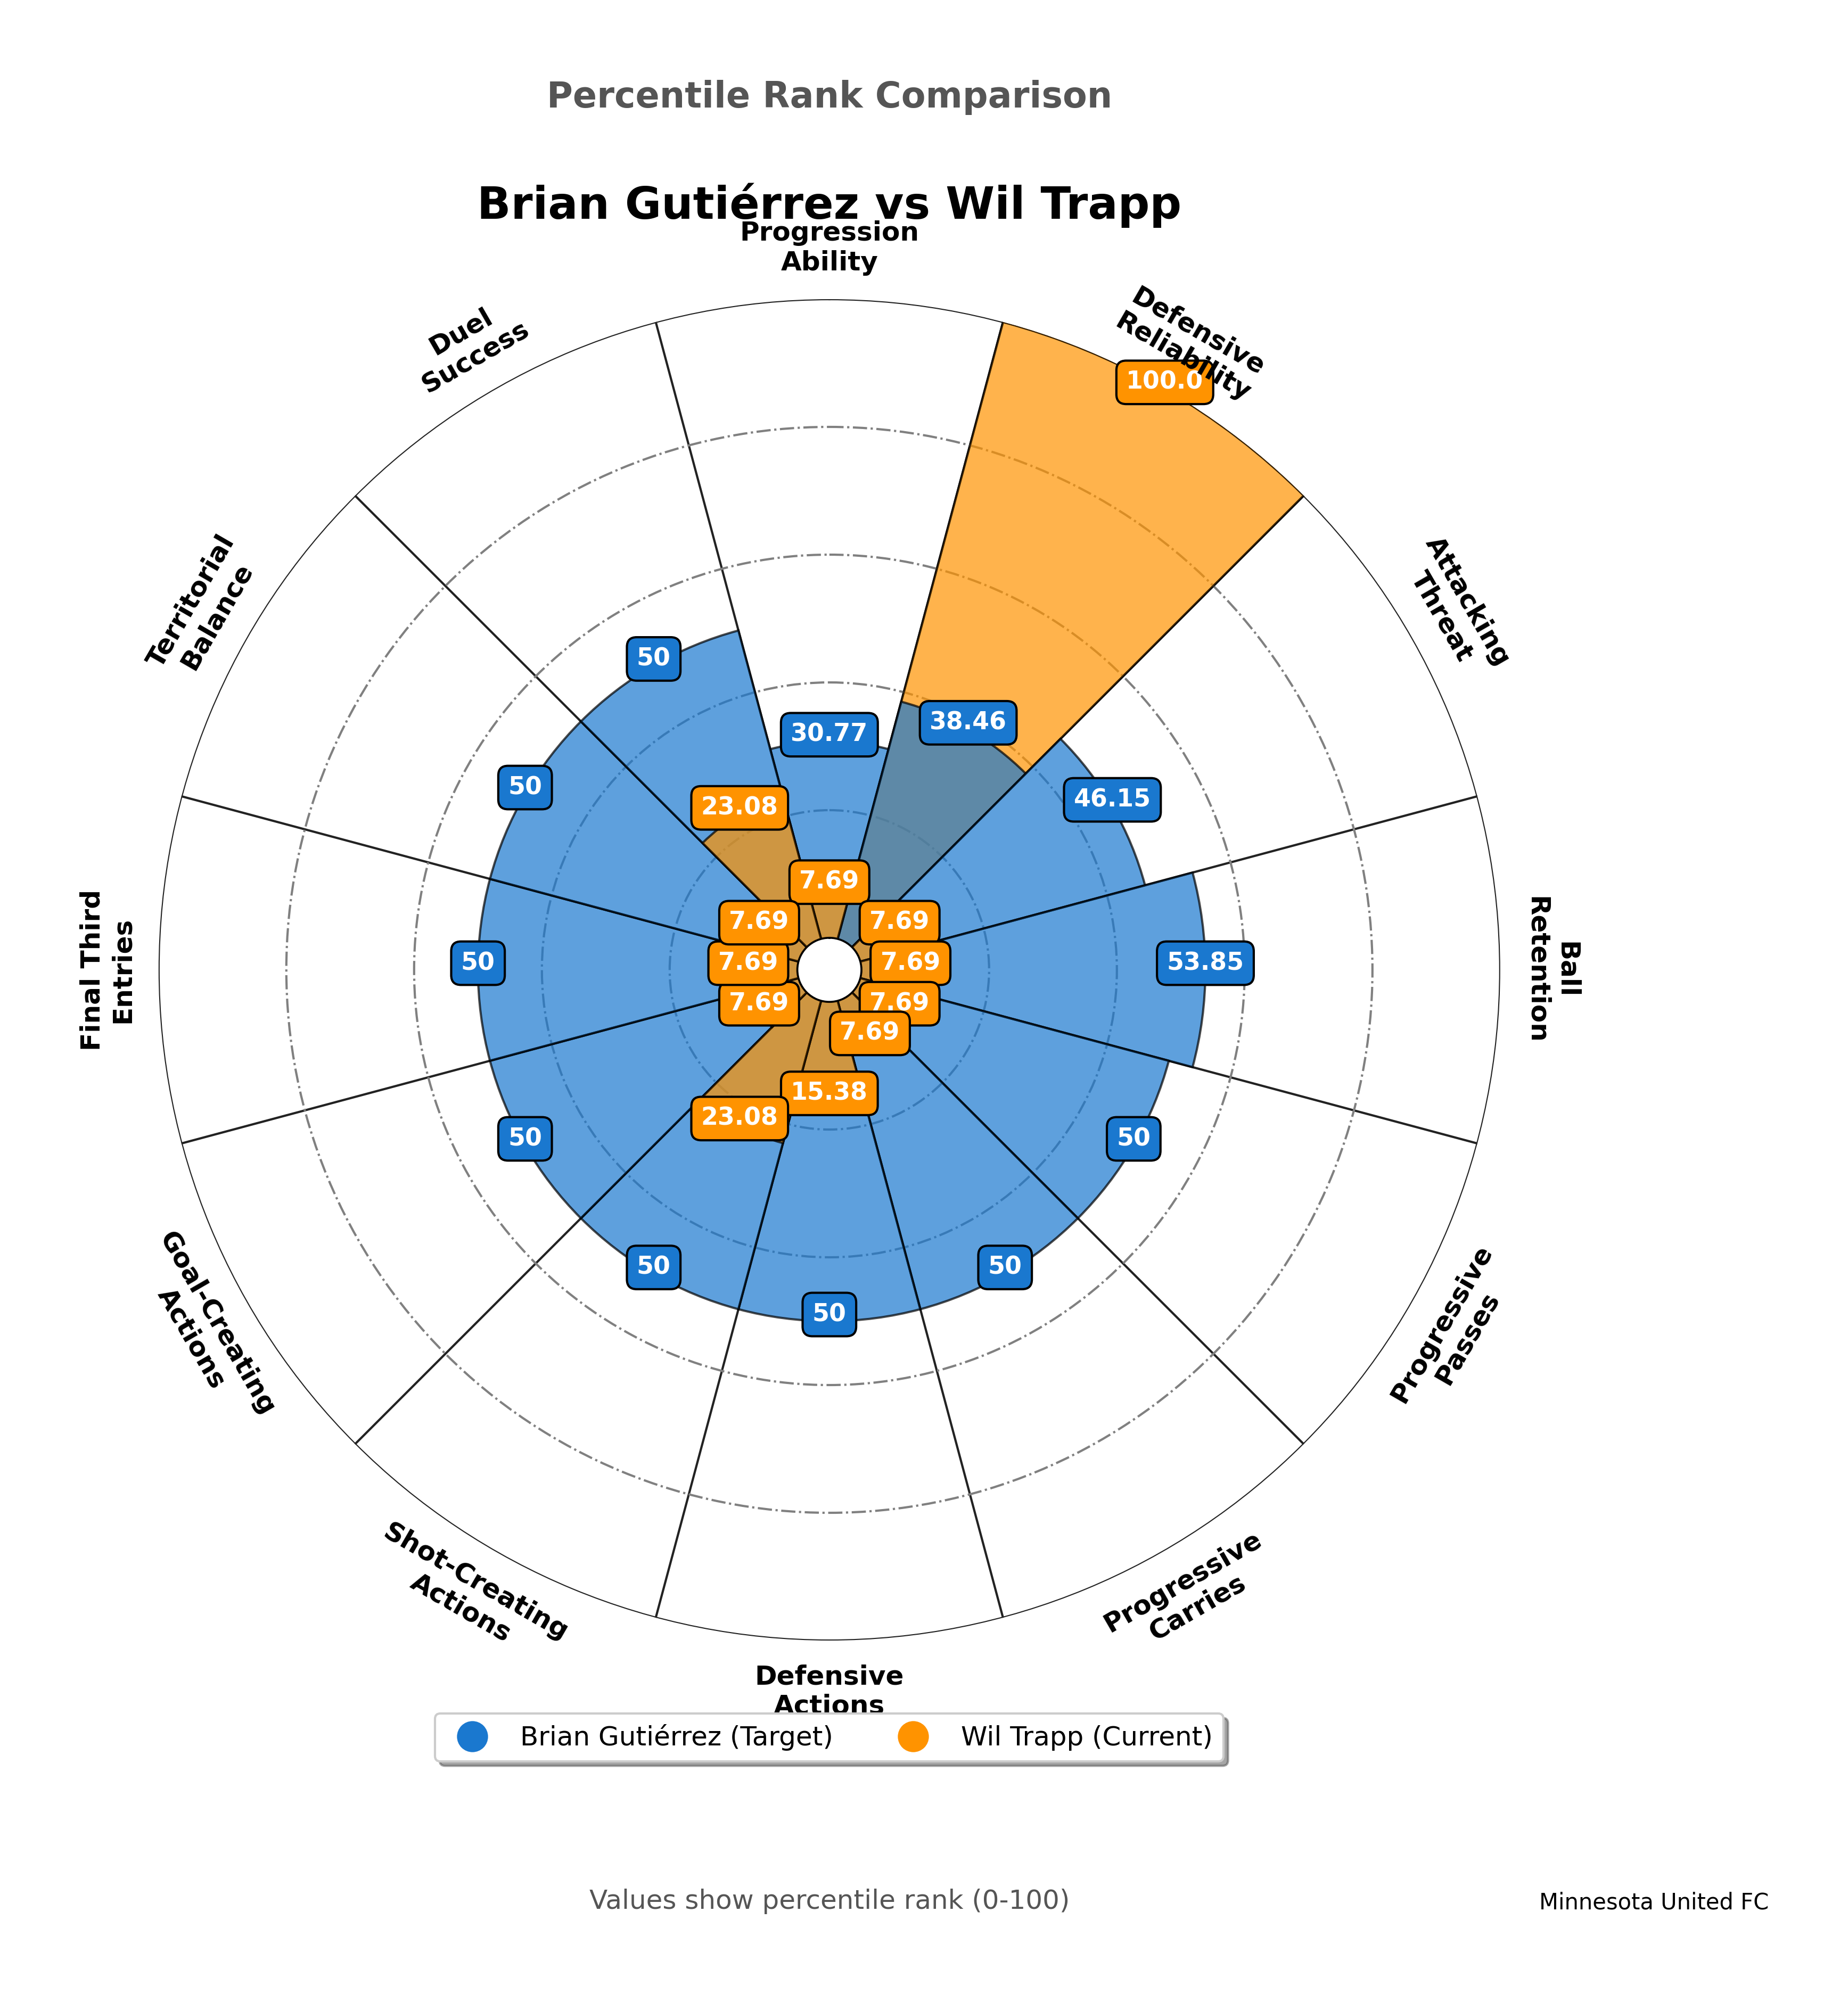 Percentile Rank Comparison
Brian Gutiérrez vs Wil Trapp
Progression
Ability
Defensive
Reliability
100.0
38.46
Attacking
Threat
46.15
7.69
Ball
Retention
53.85
7.69
Progressive
Passes
50
7.69
Progressive
Carries
50
7.69
Defensive
Actions
50
15.38
Shot-Creating
Actions
50
23.08
Goal-Creating
Actions
50
7.69
Final Third
Entries
50
7.69
Territorial
Balance
50
7.69
Duel
Success
50
23.08
30.77
7.69
Brian Gutiérrez (Target)
Wil Trapp (Current)
Values show percentile rank (0-100)
Minnesota United FC